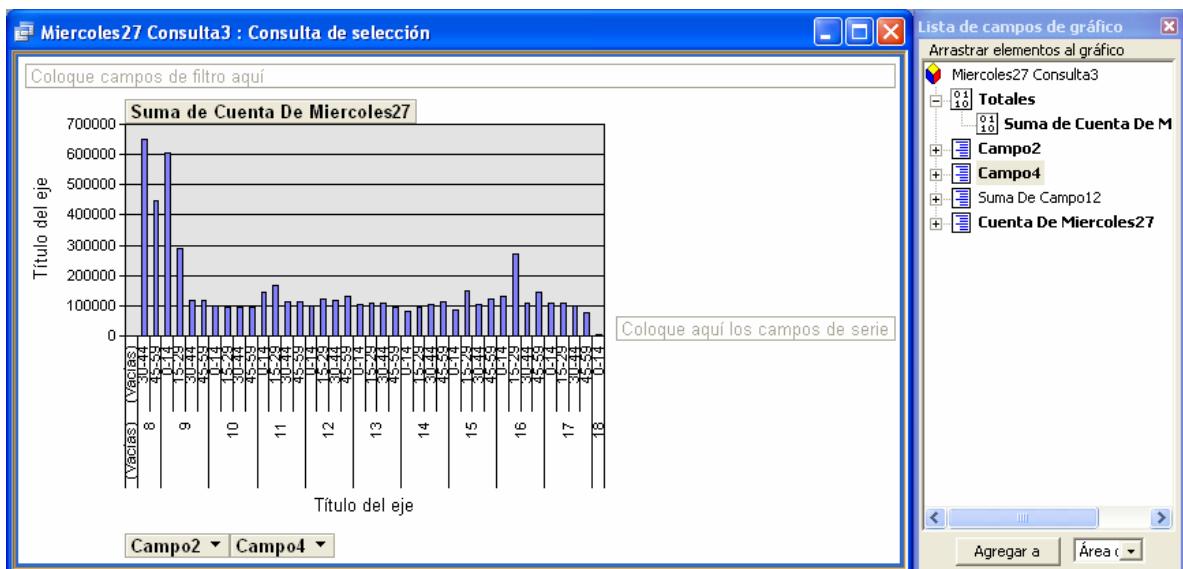 Miercoles27 Consulta3 : Consulta de selección
Coloque campos de filtro aquí
Suma de Cuenta De Miercoles27
700000
600000
500000
400000
300000
200000
100000
0
Título del eje
(Vacías) 30-44 45-59 0-14 15-29 30-44 45-59 0-14 15-29 30-44 45-59 0-14 15-29 30-44 45-59 0-14 15-29 30-44 45-59 0-14 15-29 30-44 45-59 0-14 15-29 30-44 45-59 0-14 15-29 30-44 45-59 0-14 15-29 30-44 45-59 0-14 15-29 30-44 45-59 0-14
(Vacías) 8 9 10 11 12 13 14 15 16 17 18
Título del eje
Campo2 Campo4
Coloque aquí los campos de serie
Lista de campos de gráfico
Arrastrar elementos al gráfico
Miercoles27 Consulta3
Totales
Suma de Cuenta De M
Campo2
Campo4
Suma De Campo12
Cuenta De Miercoles27
Agregar a
Área